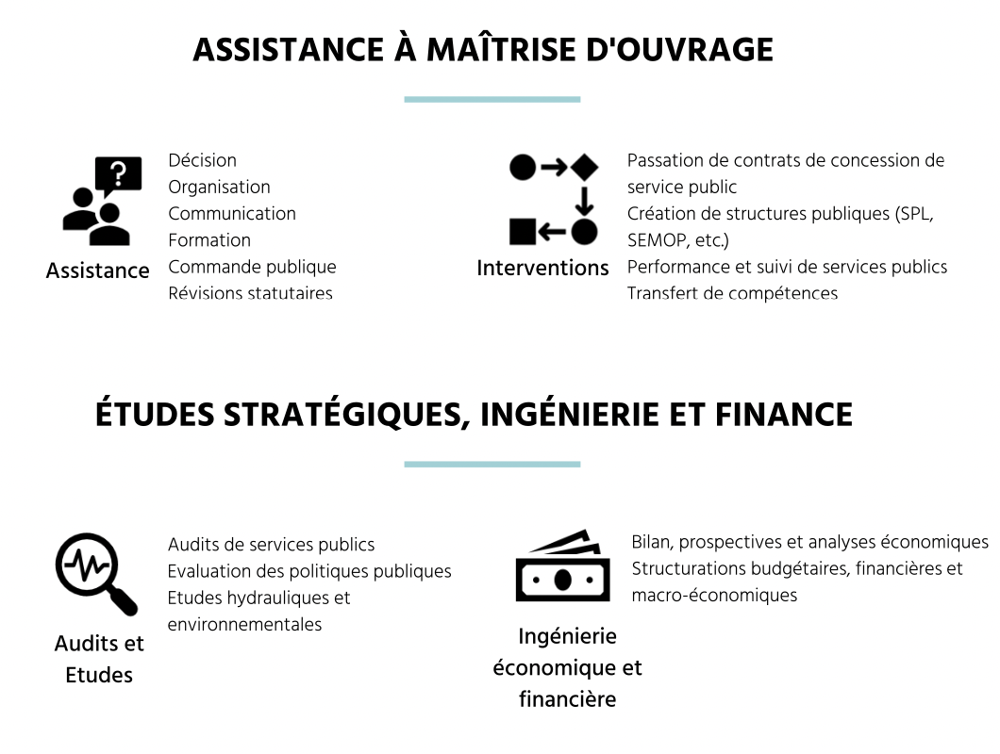 ASSISTANCE À MAÎTRISE D'OUVRAGE
?
Assistance
Décision
Organisation
Communication
Formation
Commande publique
Révisions statutaires
Interventions
Passation de contrats de concession de
service public
Création de structures publiques (SPL,
SEMOP, etc.)
Performance et suivi de services publics
Transfert de compétences
ÉTUDES STRATÉGIQUES, INGÉNIERIE ET FINANCE
Audits et
Etudes
Audits de services publics
Evaluation des politiques publiques
Etudes hydrauliques et
environnementales
Ingénierie
économique et
financière
Bilan, prospectives et analyses économiques
Structurations budgétaires, financières et
macro-économiques